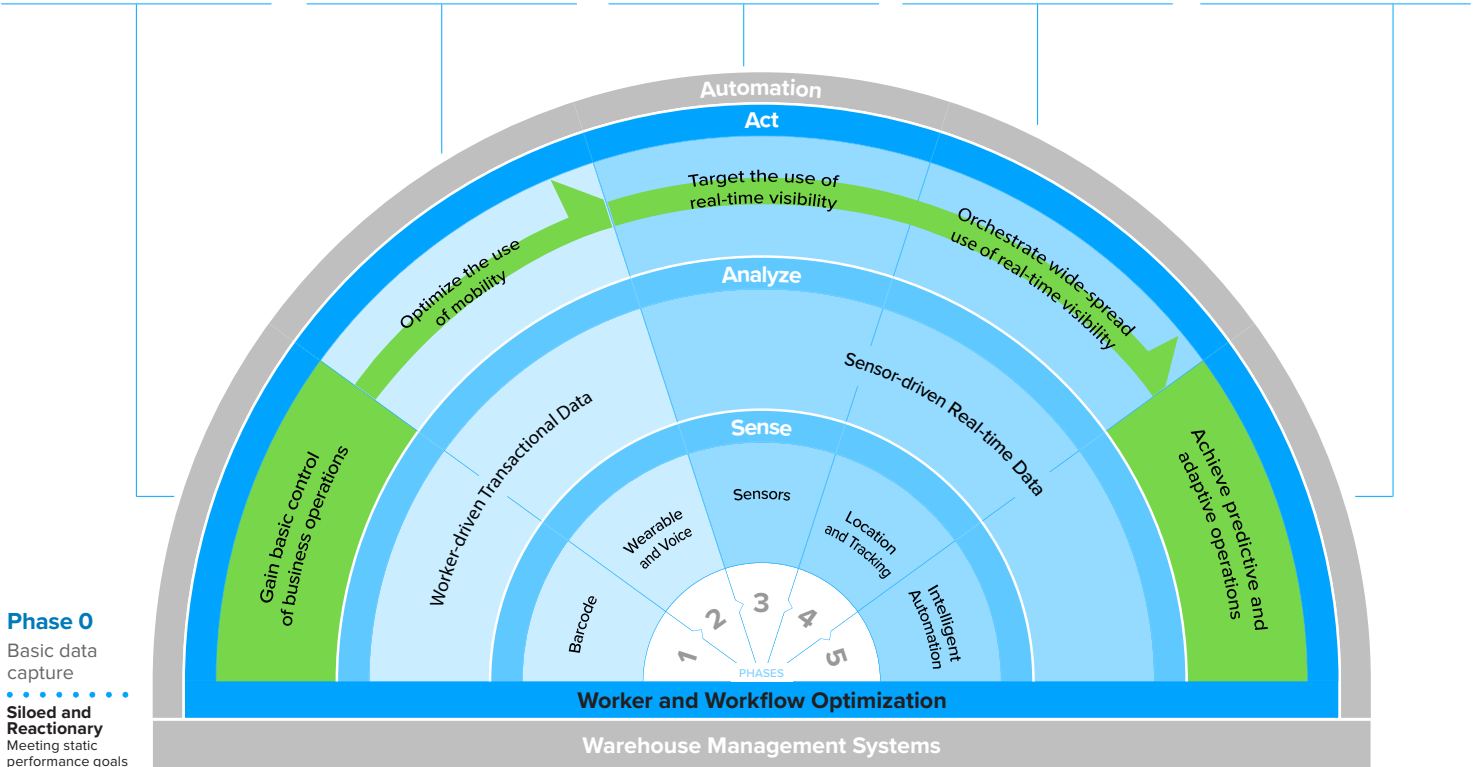 Automation
Act
Target the use of
real-time visibility
Optimize the use
of mobility
Orchestrate wide-spread
use of real-time visibility
Analyze
Worker-driven Transactional Data
Sensor-driven Real-time Data
Gain basic control
of business operations
Achieve predictive and
adaptive operations
Sense
Barcode
Wearable
and Voice
Sensors
Location
and Tracking
Intelligent
Automation
1
2
3
4
5
PHASES
Phase 0
Basic data
capture
Siloed and
Reactionary
Meeting static
performance goals
Worker and Workflow Optimization
Warehouse Management Systems